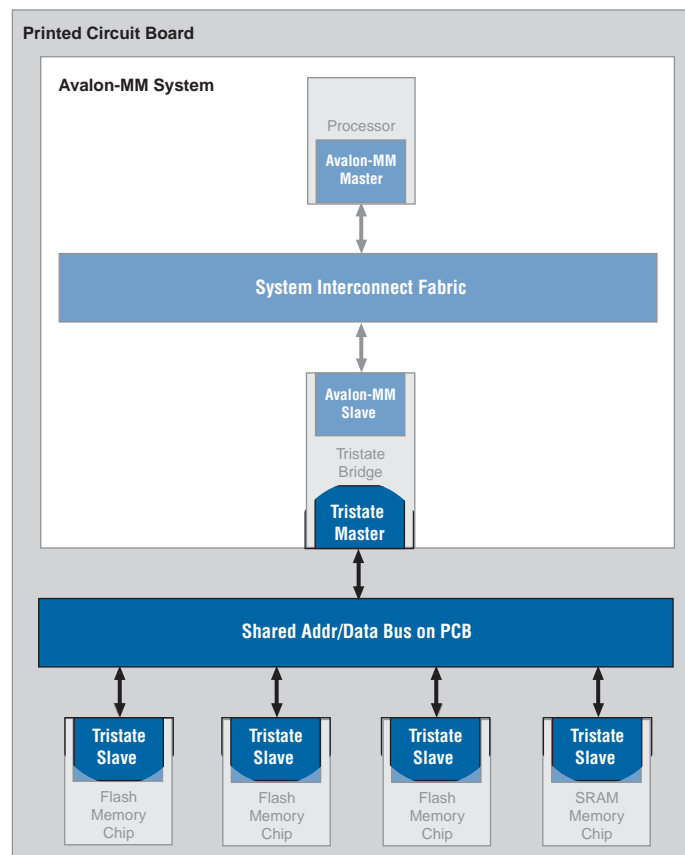 Printed Circuit Board
Avalon-MM System
Processor
Avalon-MM
Master
System Interconnect Fabric
Avalon-MM
Slave
Tristate
Bridge
Tristate
Master
Shared Addr/Data Bus on PCB
Tristate
Slave
Flash
Memory
Chip
Tristate
Slave
Flash
Memory
Chip
Tristate
Slave
Flash
Memory
Chip
Tristate
Slave
SRAM
Memory
Chip